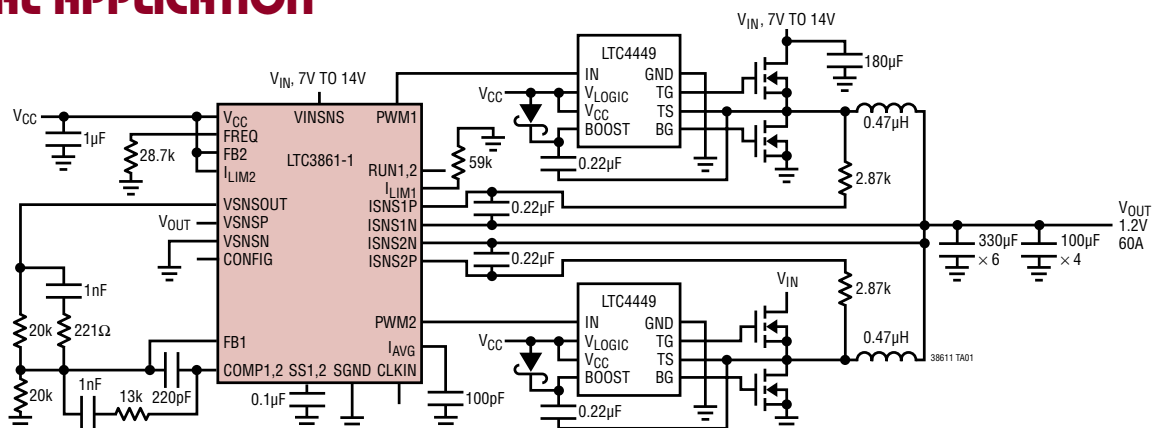 AL APPLICATION
VIN, 7V TO 14V
VCC
1µF
28.7k
VCC
FREQ
FB2
ILIM2
VSNSOUT
VOUT
VSNSP
VSNSN
CONFIG
VINSNS
LTC3861-1
PWM1
RUN1,2
ILIM1
ISNS1P
ISNS1N
ISNS2N
ISNS2P
PWM2
IAVG
FB1
COMP1,2 SS1,2 SGND CLKIN
59k
0.22µF
0.22µF
1nF
20k
221Ω
20k
1nF
13k
220pF
0.1µF
100pF
VIN, 7V TO 14V
180µF
LTC4449
IN
VLOGIC
VCC
BOOST
GND
TG
TS
BG
VCC
0.22µF
0.47µH
2.87k
VOUT
1.2V
60A
330µF
× 6
100µF
× 4
VIN
LTC4449
IN
VLOGIC
VCC
BOOST
GND
TG
TS
BG
VCC
0.22µF
2.87k
0.47µH
38611 TA01